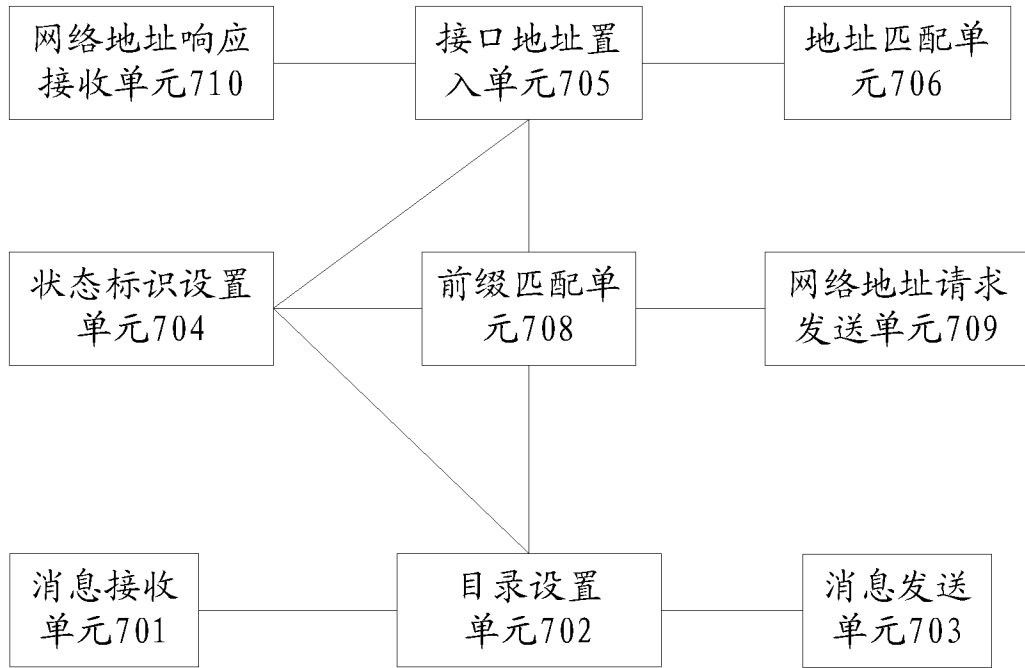 网络地址响应
接收单元710
接口地址置
入单元705
地址匹配单
元706
状态标识设置
单元704
前缀匹配单
元708
网络地址请求
发送单元709
消息接收
单元701
目录设置
单元702
消息发送
单元703